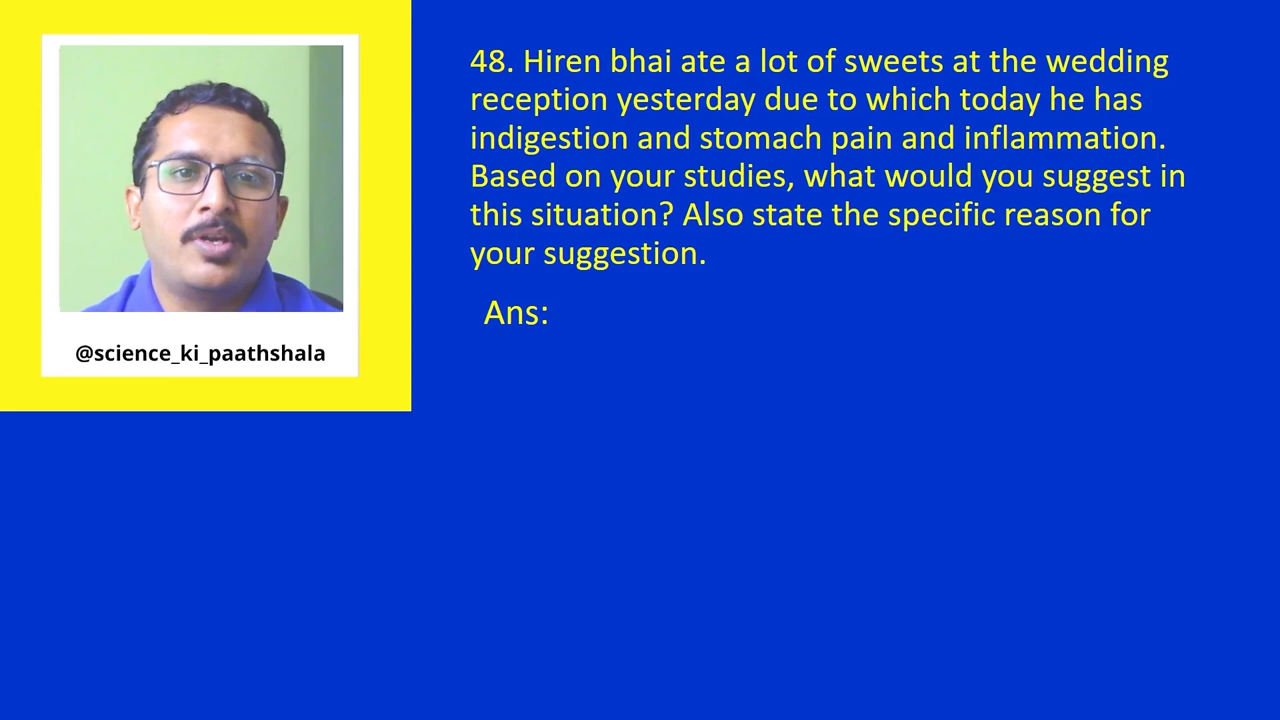 @science_ki_paathshala
48. Hiren bhai ate a lot of sweets at the wedding
reception yesterday due to which today he has
indigestion and stomach pain and inflammation.
Based on your studies, what would you suggest in
this situation? Also state the specific reason for
your suggestion.
Ans: